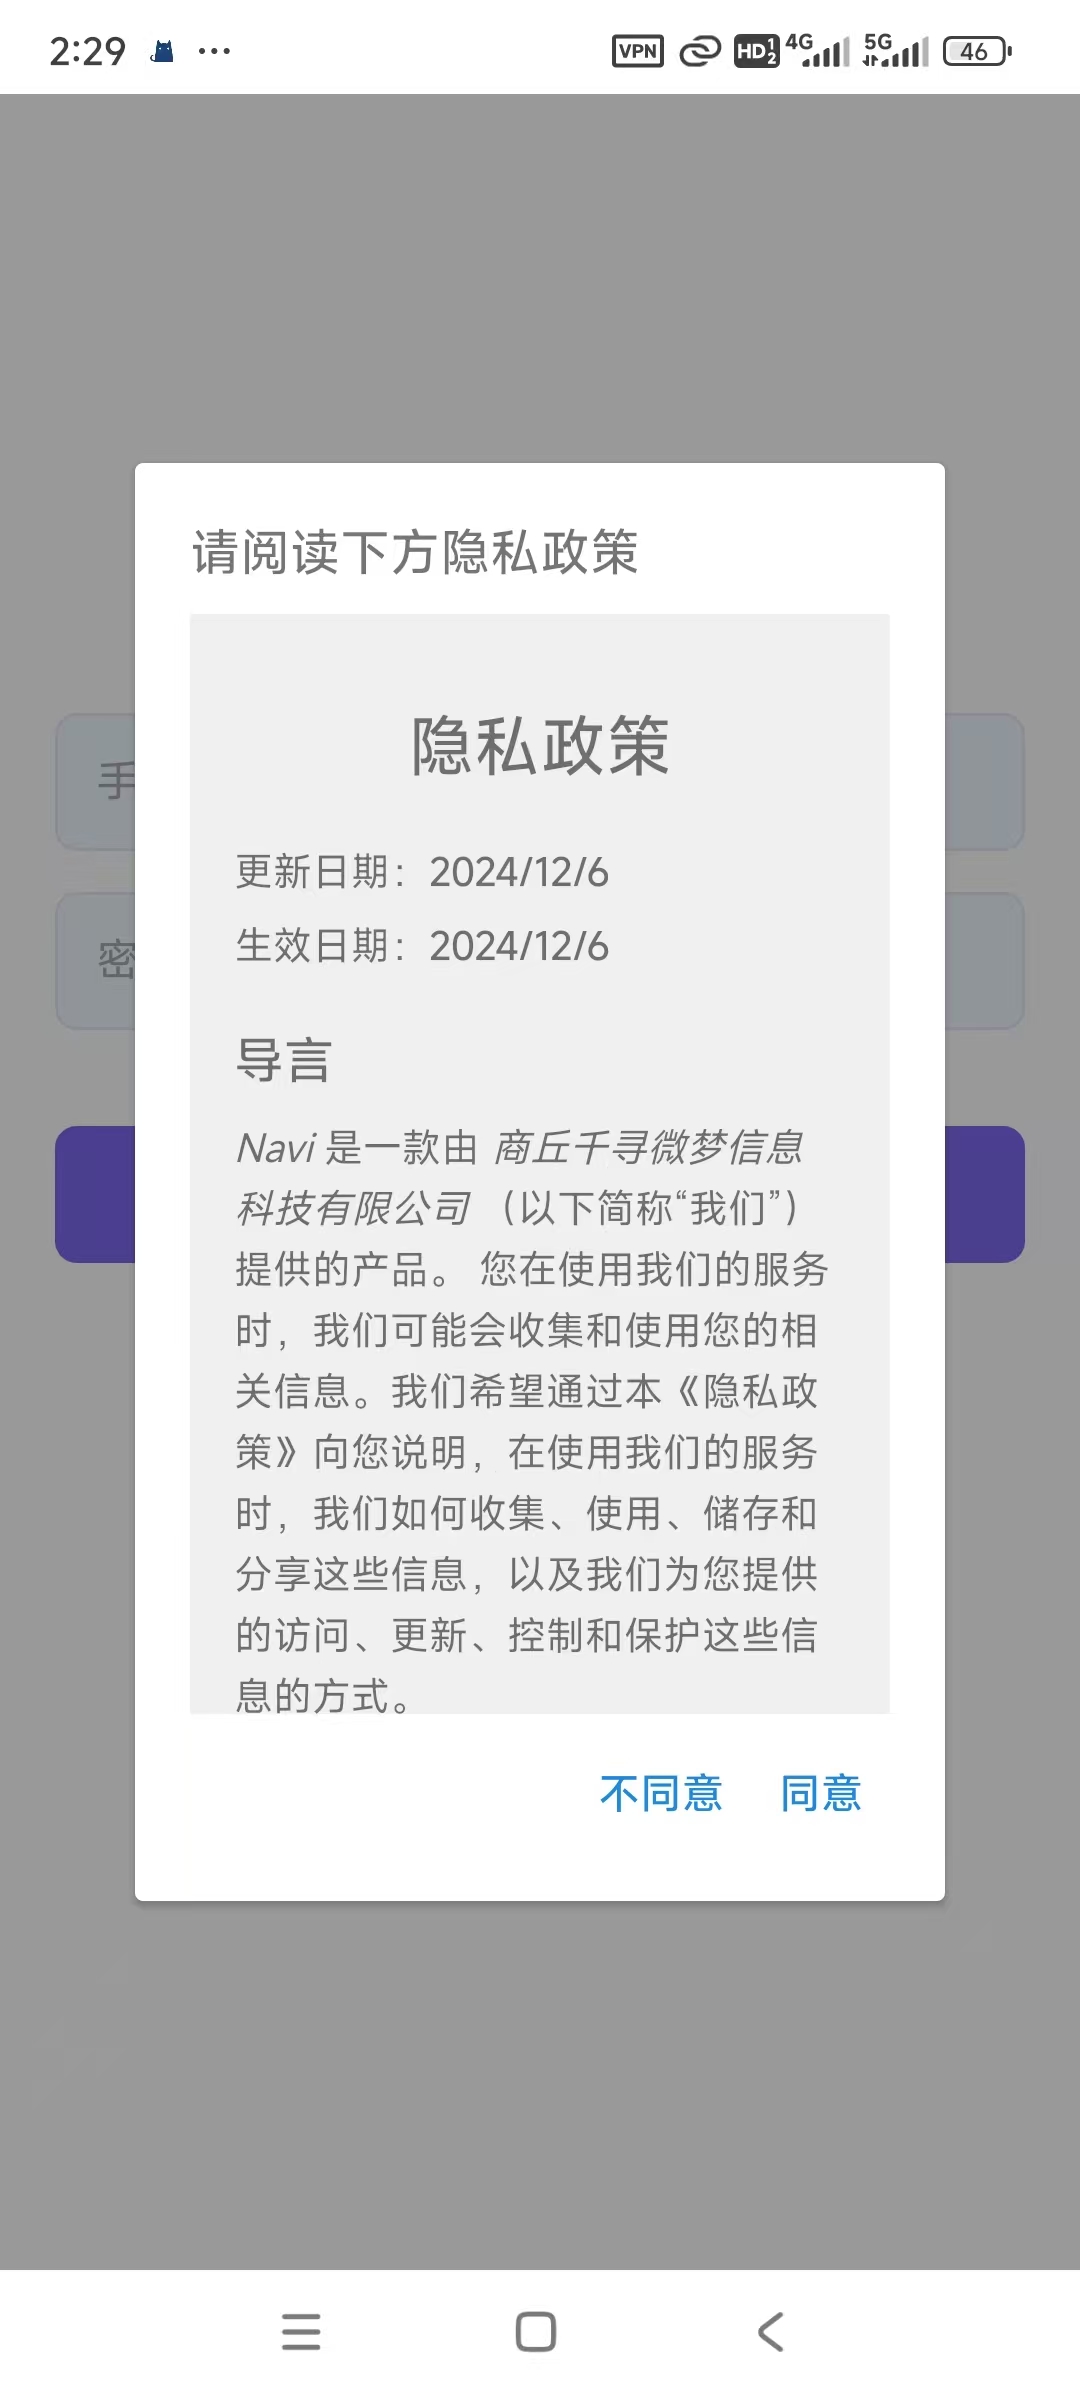 2:29
VPN HD 1 2 4G 5G 46
请阅读下方隐私政策
隐私政策
更新日期：2024/12/6
手
生效日期：2024/12/6
密
导言
Navi 是一款由 商丘千寻微梦信息
科技有限公司 （以下简称“我们”）
提供的产品。 您在使用我们的服务
时，我们可能会收集和使用您的相
关信息。我们希望通过本《隐私政
策》向您说明，在使用我们的服务
时，我们如何收集、使用、储存和
分享这些信息，以及我们为您提供
的访问、更新、控制和保护这些信
息的方式。
不同意 同意